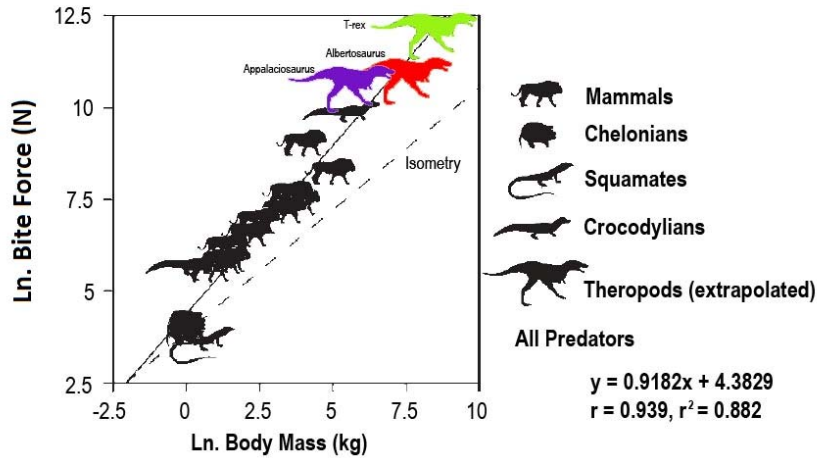 12.5
T-rex
Albertosaurus
Appalaciosaurus
10
Mammals
Chelonians
Isometry
Squamates
7.5
Crocodylians
5
Theropods (extrapolated)
All Predators
2.5
y = 0.9182x + 4.3829
r = 0.939, r² = 0.882
-2.5 0 2.5 5 7.5 10
Ln. Body Mass (kg)
Ln. Bite Force (N)